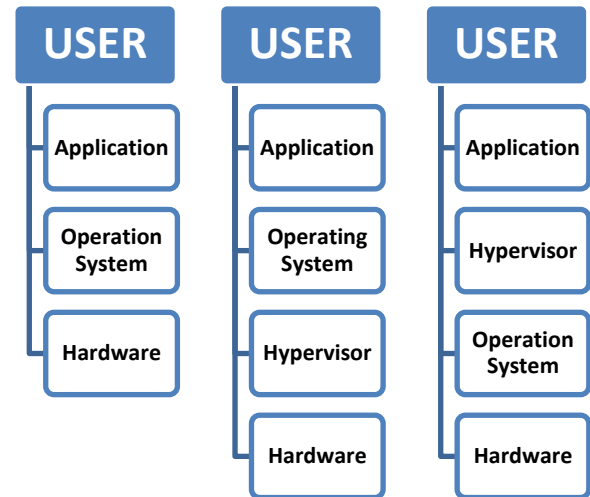 USER
Application
Operation
System
Hardware
USER
Application
Operating
System
Hypervisor
Hardware
USER
Application
Hypervisor
Operation
System
Hardware